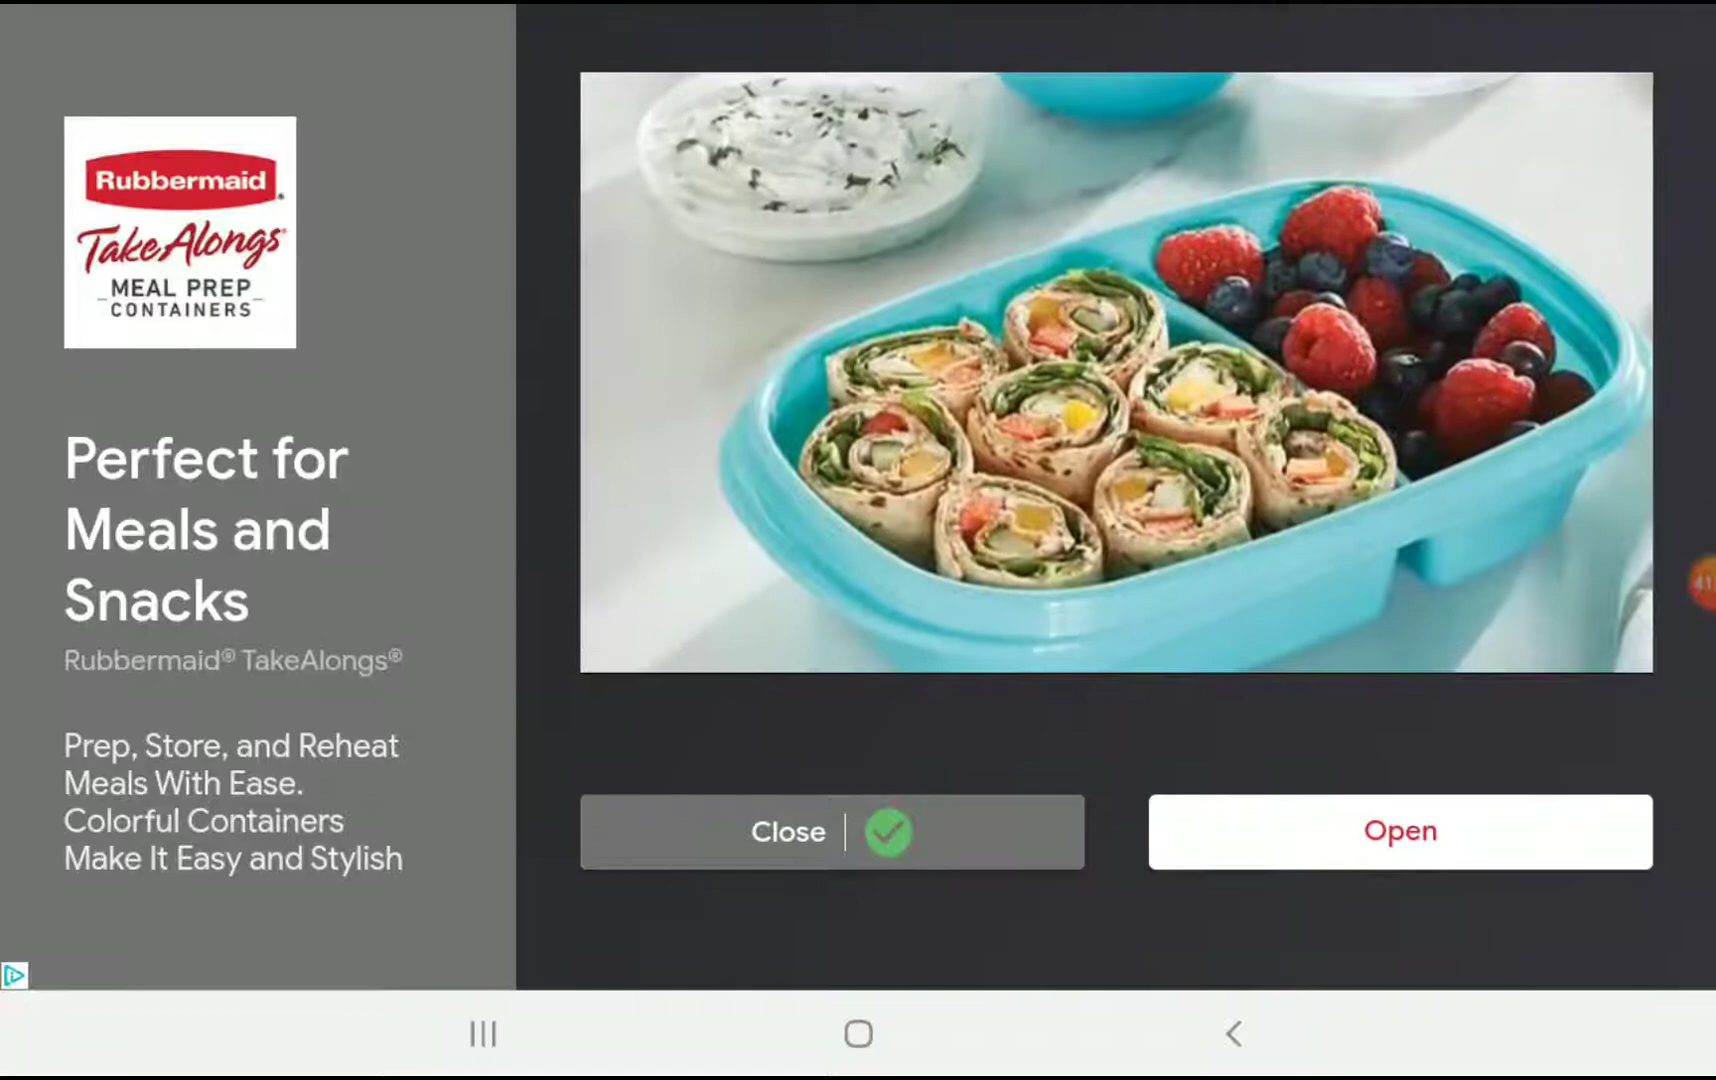 Rubbermaid®
TakeAlongs®
MEAL PREP
CONTAINERS
Perfect for
Meals and
Snacks
Rubbermaid® TakeAlongs®
Prep, Store, and Reheat
Meals With Ease.
Colorful Containers
Make It Easy and Stylish
Close
Open